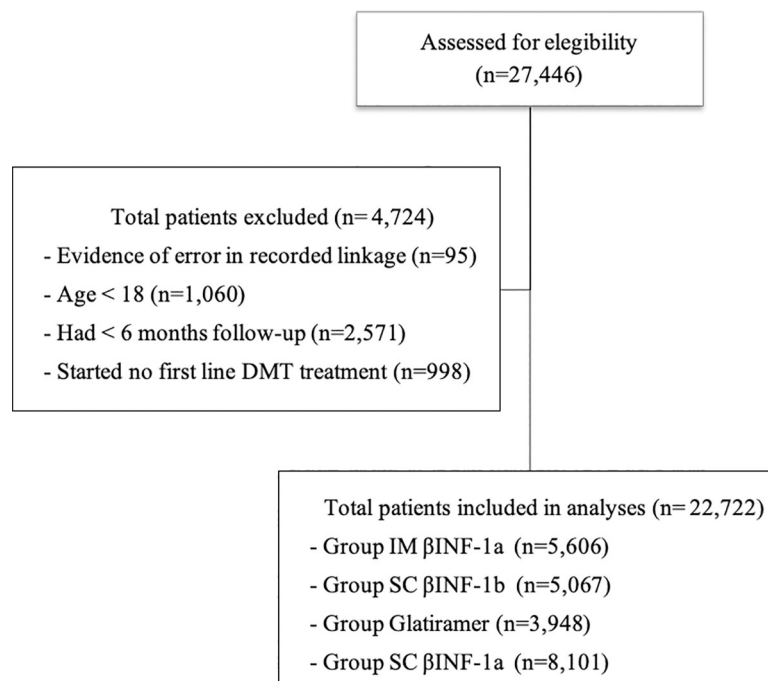 Assessed for elegibility
(n=27,446)
Total patients excluded (n= 4,724)
- Evidence of error in recorded linkage (n=95)
- Age < 18 (n=1,060)
- Had < 6 months follow-up (n=2,571)
- Started no first line DMT treatment (n=998)
Total patients included in analyses (n= 22,722)
- Group IM βINF-1a (n=5,606)
- Group SC βINF-1b (n=5,067)
- Group Glatiramer (n=3,948)
- Group SC βINF-1a (n=8,101)